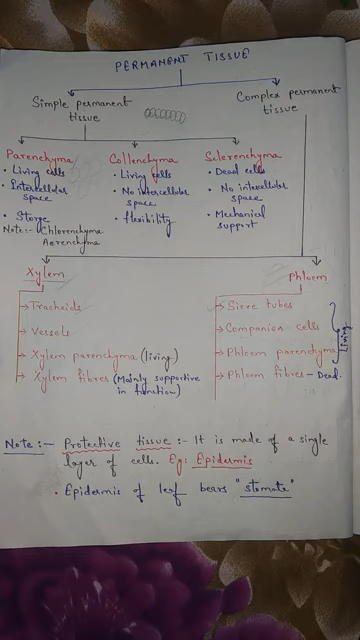 PERMANENT TISSUE
Simple permanent
tissue
Complex permanent
tissue
Parenchyma
• Living cells
• Intercellular
space
• Storge
Note:- Chlorenchyma
Aerenchyma
Collenchyma
• Living cells
• No intercellular
space
• flexibility
Sclerenchyma
• Dead cells
• No intercellular
space
• Mechanical
support
Xylem
→ Tracheids
→ Vessels
→ Xylem parenchyma (living)
→ Xylem fibres (Mainly supportive
in function)
Phloem
→ Sieve tubes
→ Companion cells
→ Phloem parenchyma
→ Phloem fibres – Dead.
living
Note:- Protective tissue:- It is made of a single
layer of cells. Eg: Epidermis
• Epidermis of leaf bears "stomate"